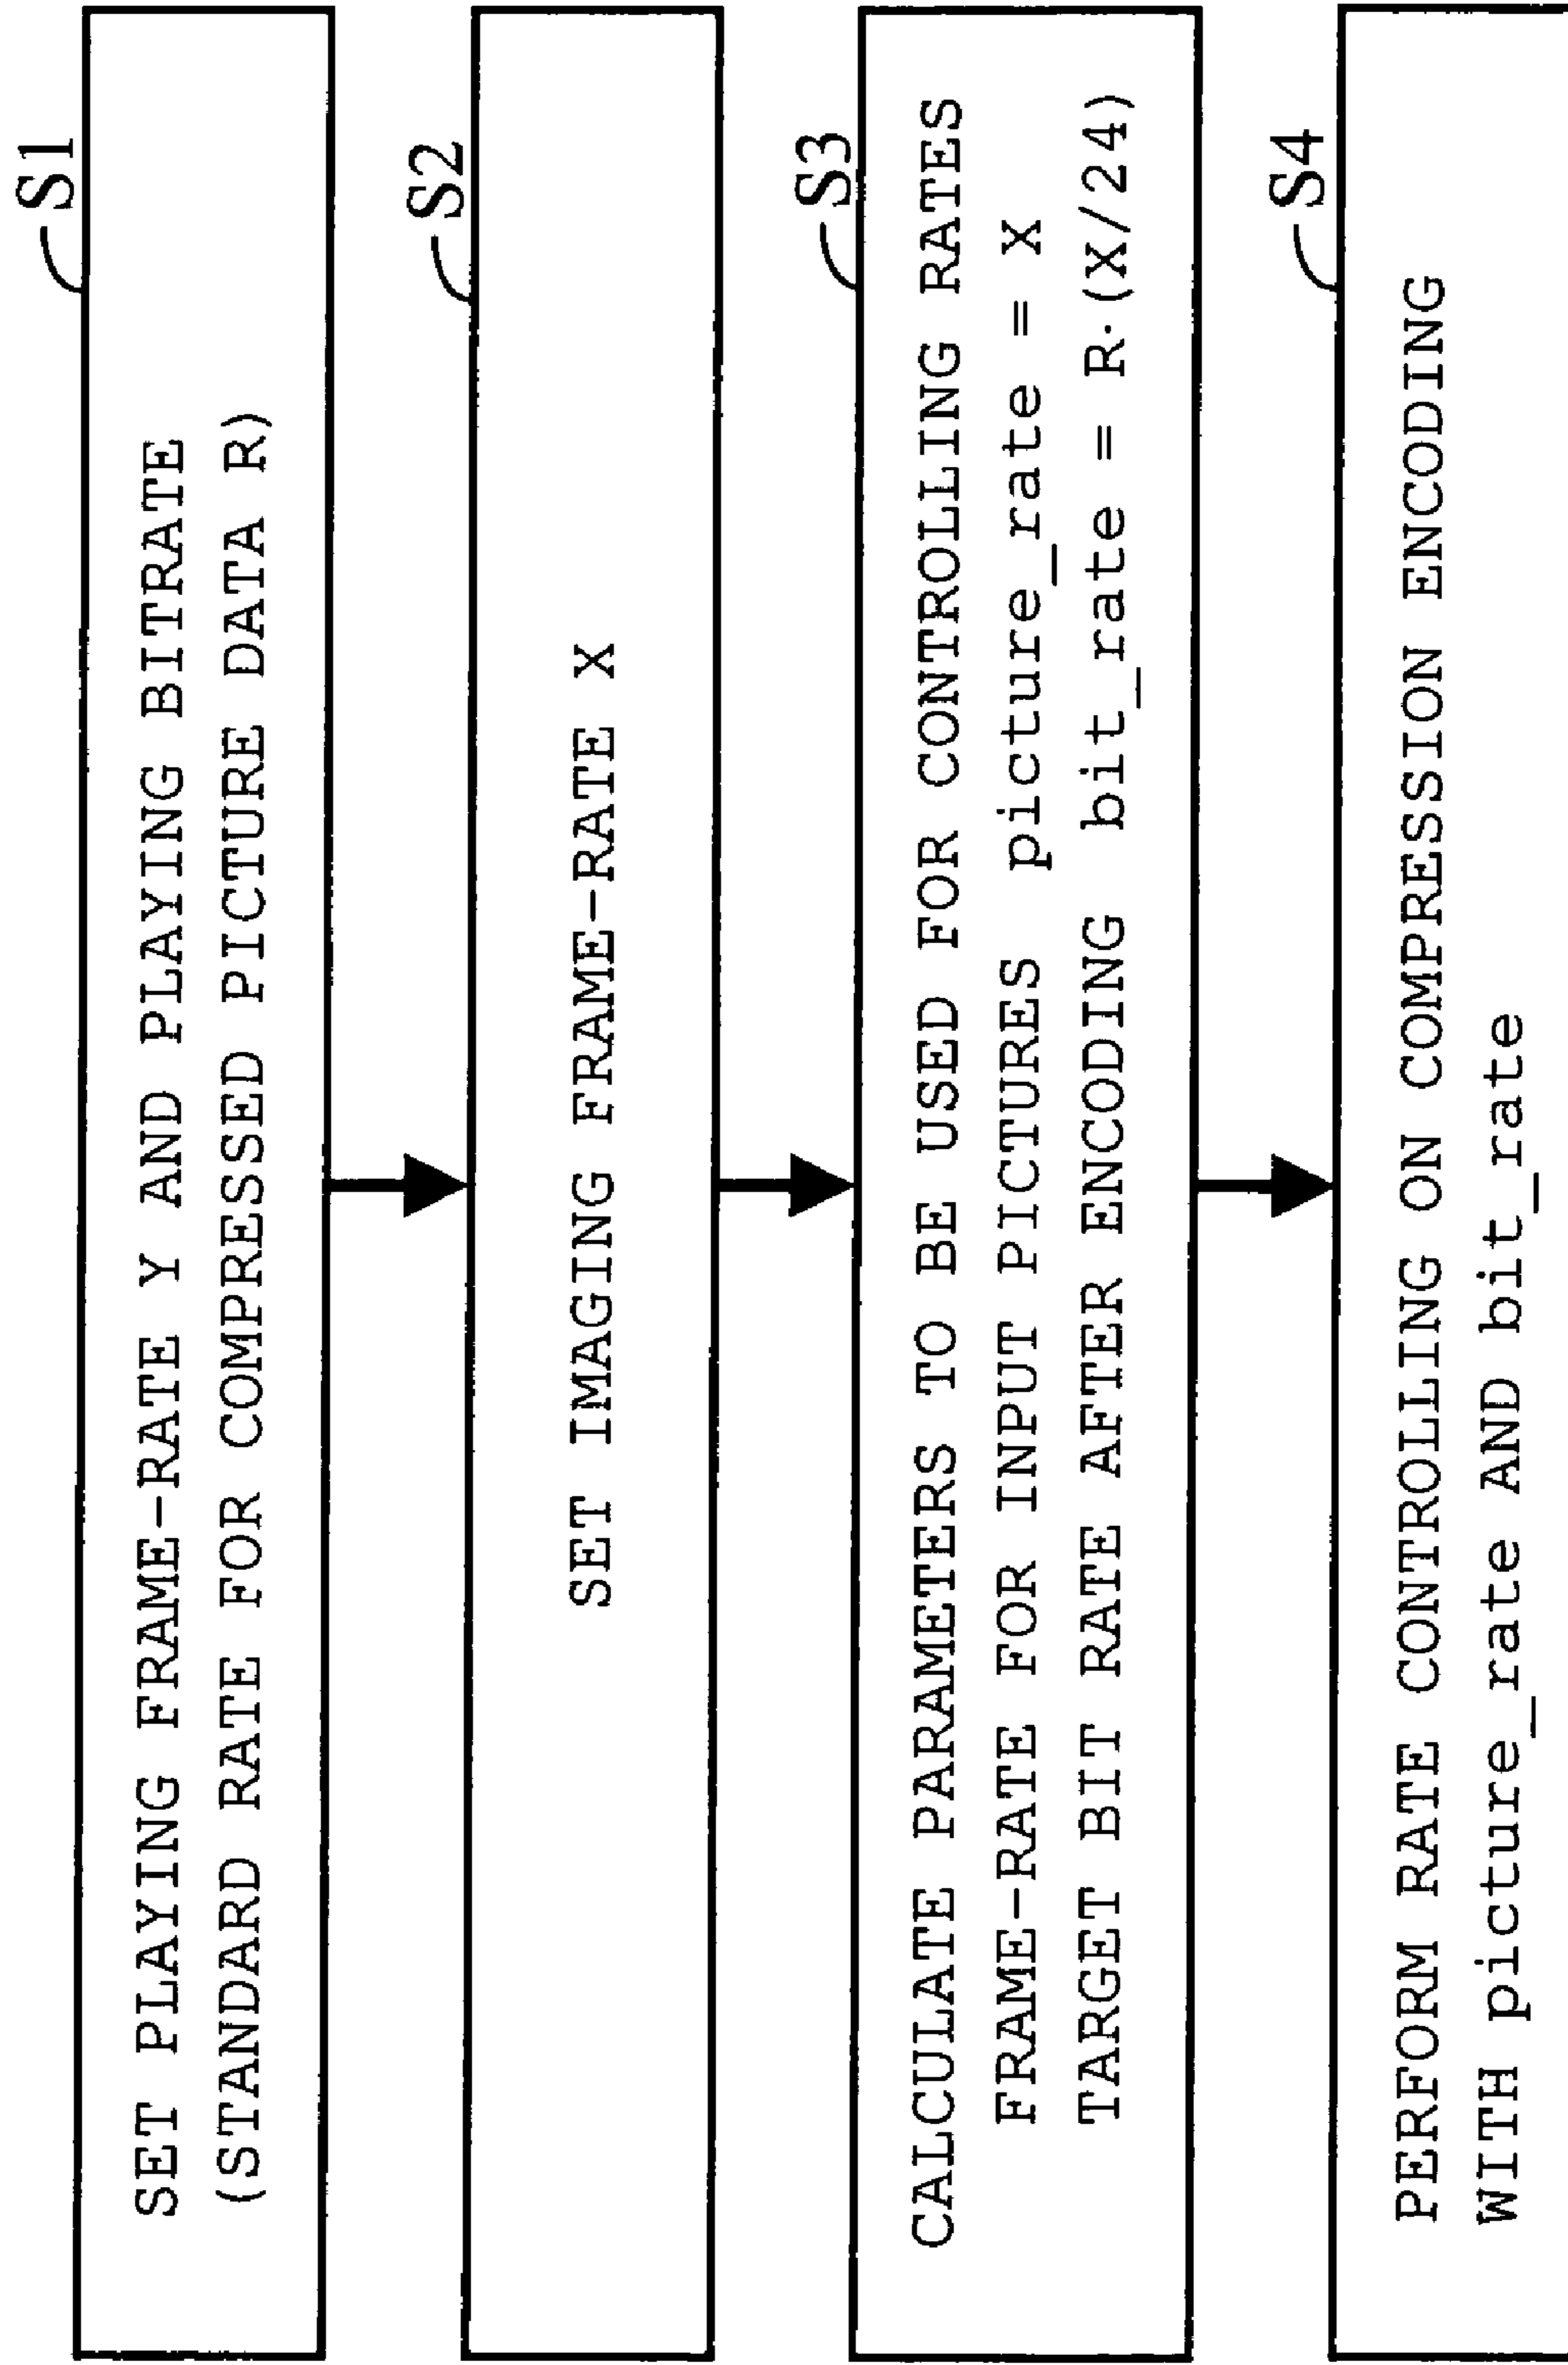 S1
SET PLAYING FRAME-RATE Y AND PLAYING BITRATE
(STANDARD RATE FOR COMPRESSED PICTURE DATA R)
S2
SET IMAGING FRAME-RATE X
S3
CALCULATE PARAMETERS TO BE USED FOR CONTROLLING RATES
FRAME-RATE FOR INPUT PICTURES picture_rate = X
TARGET BIT RATE AFTER ENCODING bit_rate = R·(X/24)
S4
PERFORM RATE CONTROLLING ON COMPRESSION ENCODING
WITH picture_rate AND bit_rate